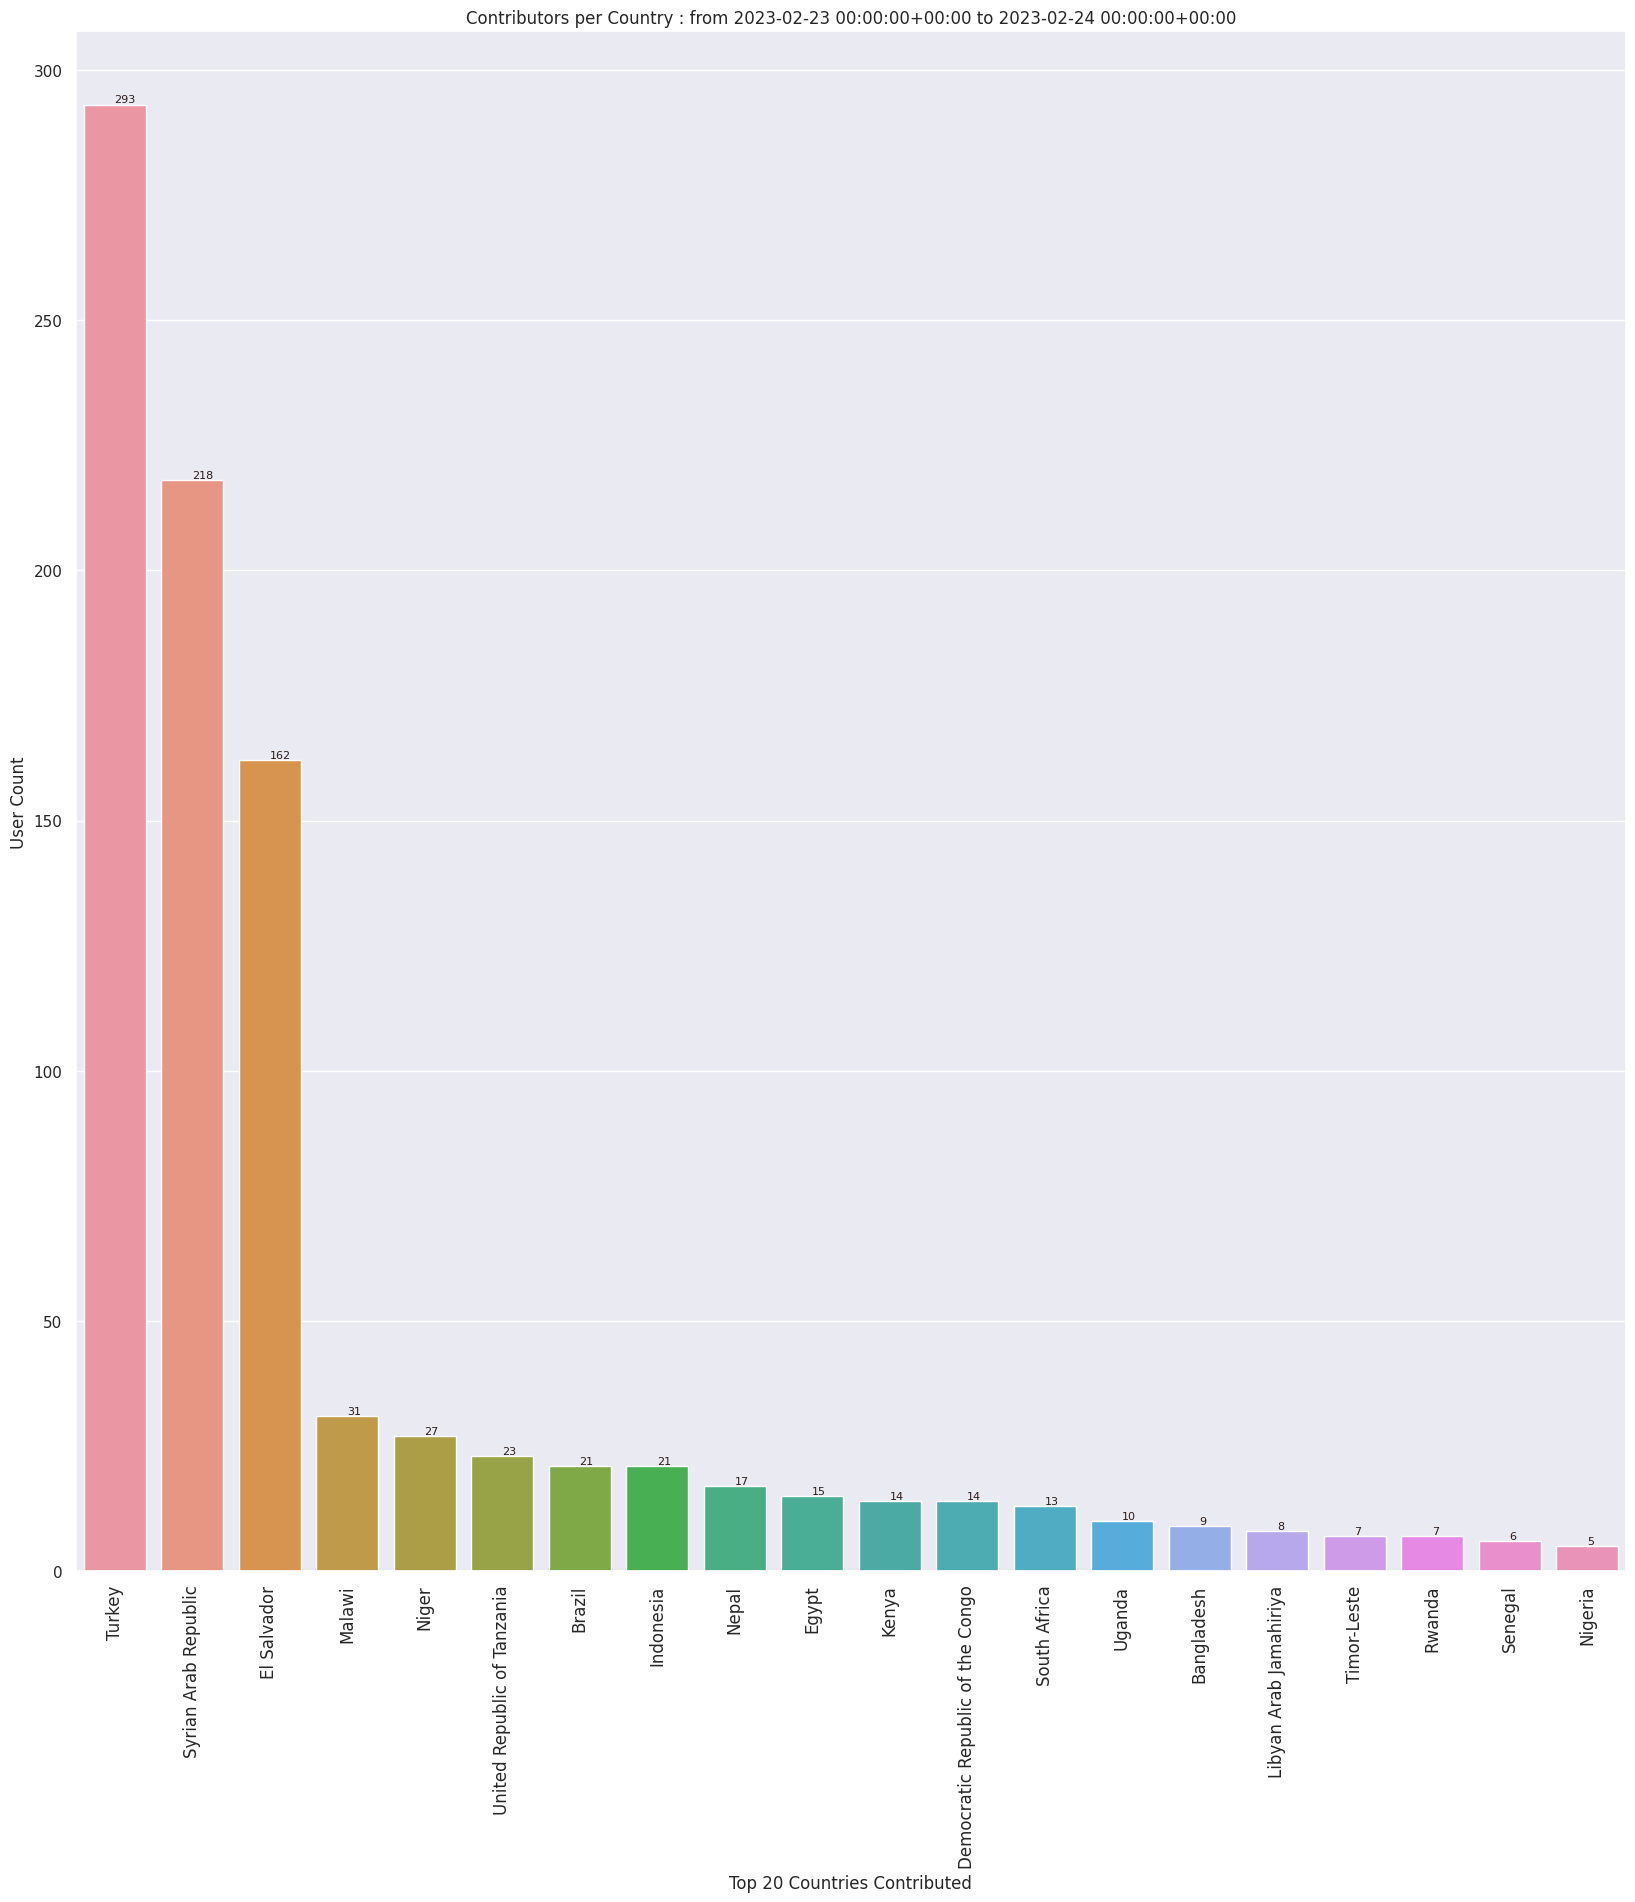 Contributors per Country : from 2023-02-23 00:00:00+00:00 to 2023-02-24 00:00:00+00:00
User Count
300
250
200
150
100
50
0
293
218
162
31
27
23
21
21
17
15
14
14
13
10
9
8
7
7
6
5
Turkey
Syrian Arab Republic
El Salvador
Malawi
Niger
United Republic of Tanzania
Brazil
Indonesia
Nepal
Egypt
Kenya
Democratic Republic of the Congo
South Africa
Uganda
Bangladesh
Libyan Arab Jamahiriya
Timor-Leste
Rwanda
Senegal
Nigeria
Top 20 Countries Contributed